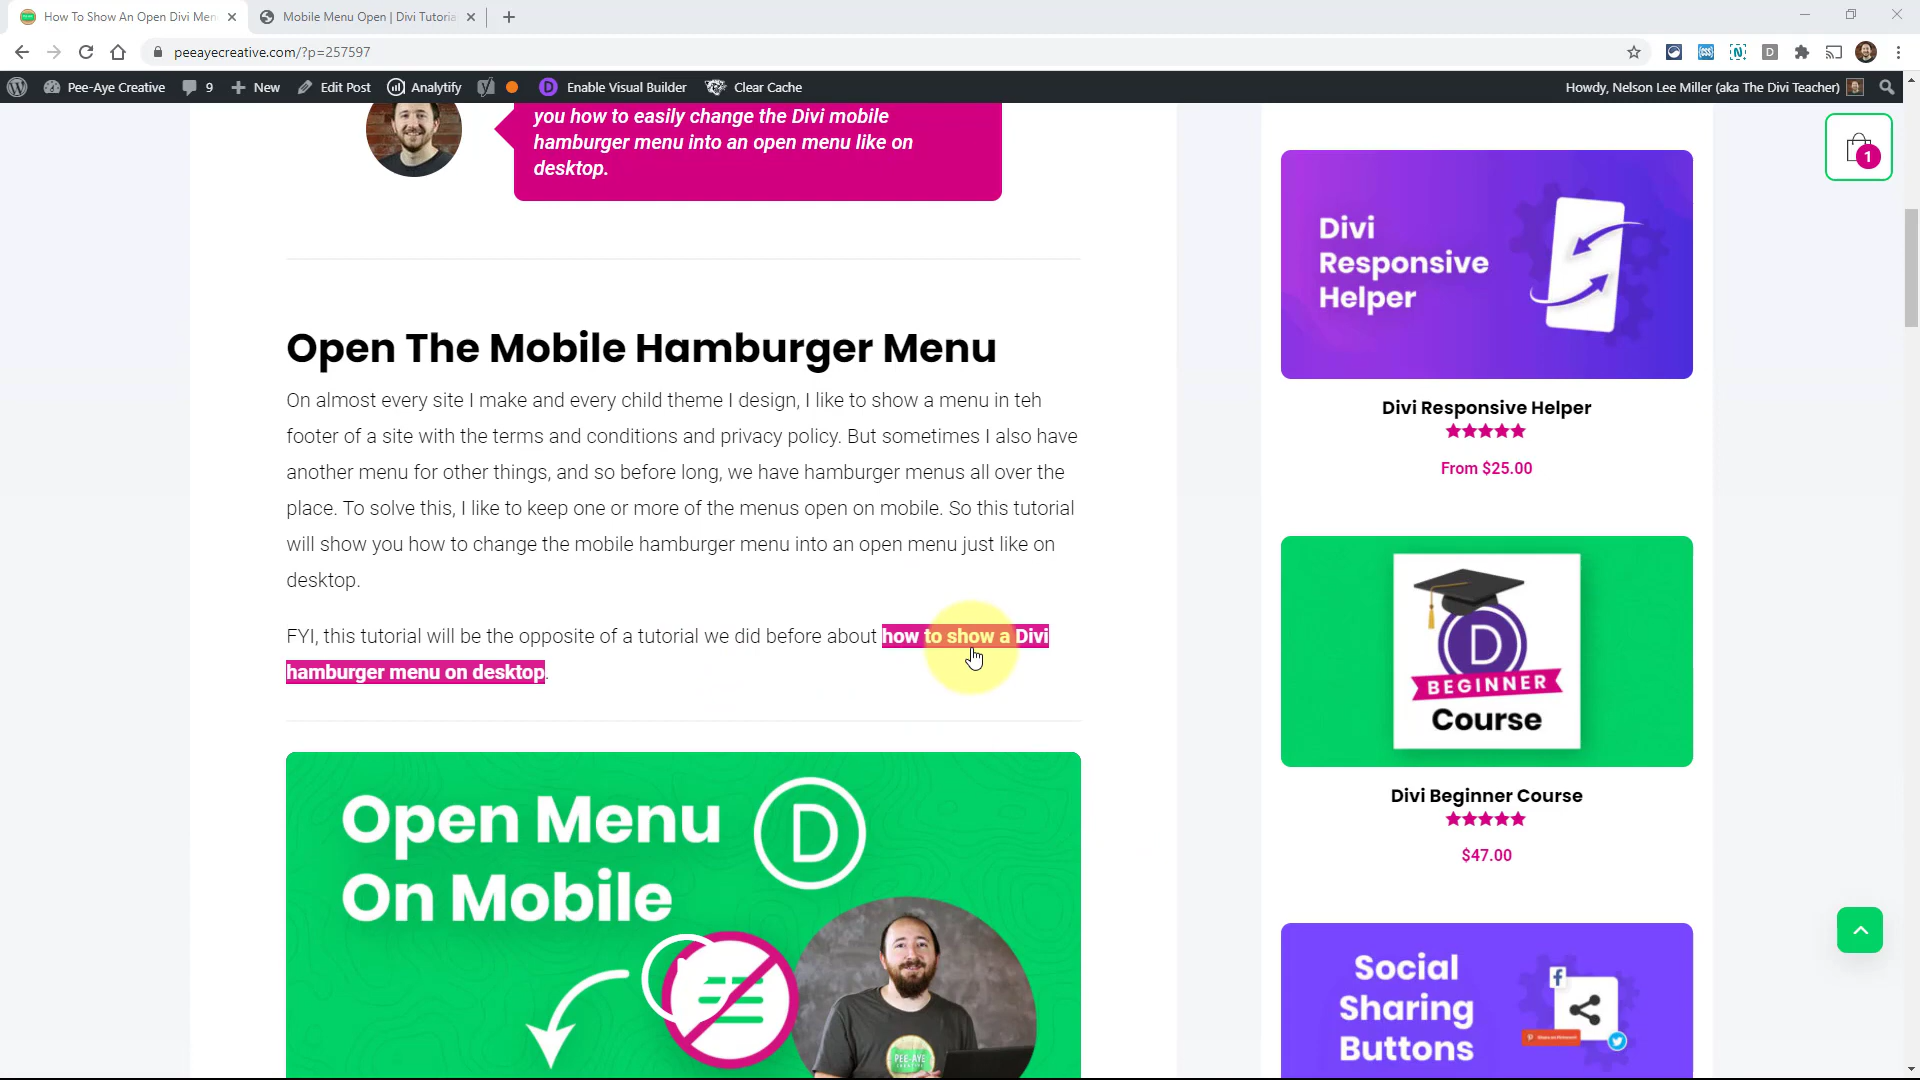 How To Show An Open Divi Men
Mobile Menu Open | Divi Tutoria
peeayecreative.com/?p=257597
Pee-Aye Creative
9
New
Edit Post
Analytify
Enable Visual Builder
Clear Cache
Howdy, Nelson Lee Miller (aka The Divi Teacher)
you how to easily change the Divi mobile
hamburger menu into an open menu like on
desktop.
1
Open The Mobile Hamburger Menu
On almost every site I make and every child theme I design, I like to show a menu in teh
footer of a site with the terms and conditions and privacy policy. But sometimes I also have
another menu for other things, and so before long, we have hamburger menus all over the
place. To solve this, I like to keep one or more of the menus open on mobile. So this tutorial
will show you how to change the mobile hamburger menu into an open menu just like on
desktop.
FYI, this tutorial will be the opposite of a tutorial we did before about how to show a Divi
hamburger menu on desktop.
Open Menu
On Mobile
D
PEE-AYE
CREATIVE
Divi
Responsive
Helper
Divi Responsive Helper
From $25.00
D
BEGINNER
Course
Divi Beginner Course
$47.00
Social
Sharing
Buttons